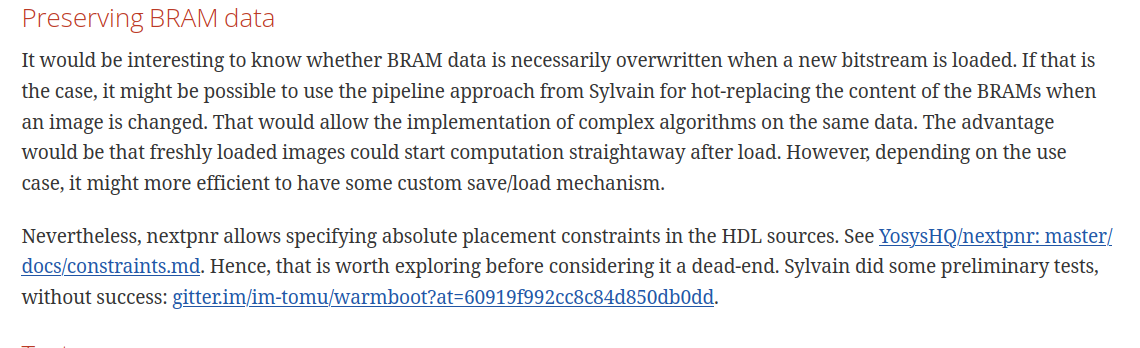 Preserving BRAM data
It would be interesting to know whether BRAM data is necessarily overwritten when a new bitstream is loaded. If that is
the case, it might be possible to use the pipeline approach from Sylvain for hot-replacing the content of the BRAMs when
an image is changed. That would allow the implementation of complex algorithms on the same data. The advantage
would be that freshly loaded images could start computation straightaway after load. However, depending on the use
case, it might more efficient to have some custom save/load mechanism.
Nevertheless, nextpnr allows specifying absolute placement constraints in the HDL sources. See YosysHQ/nextpnr: master/
docs/constraints.md. Hence, that is worth exploring before considering it a dead-end. Sylvain did some preliminary tests,
without success: gitter.im/im-tomu/warmboot?at=60919f992cc8c84d850db0dd.